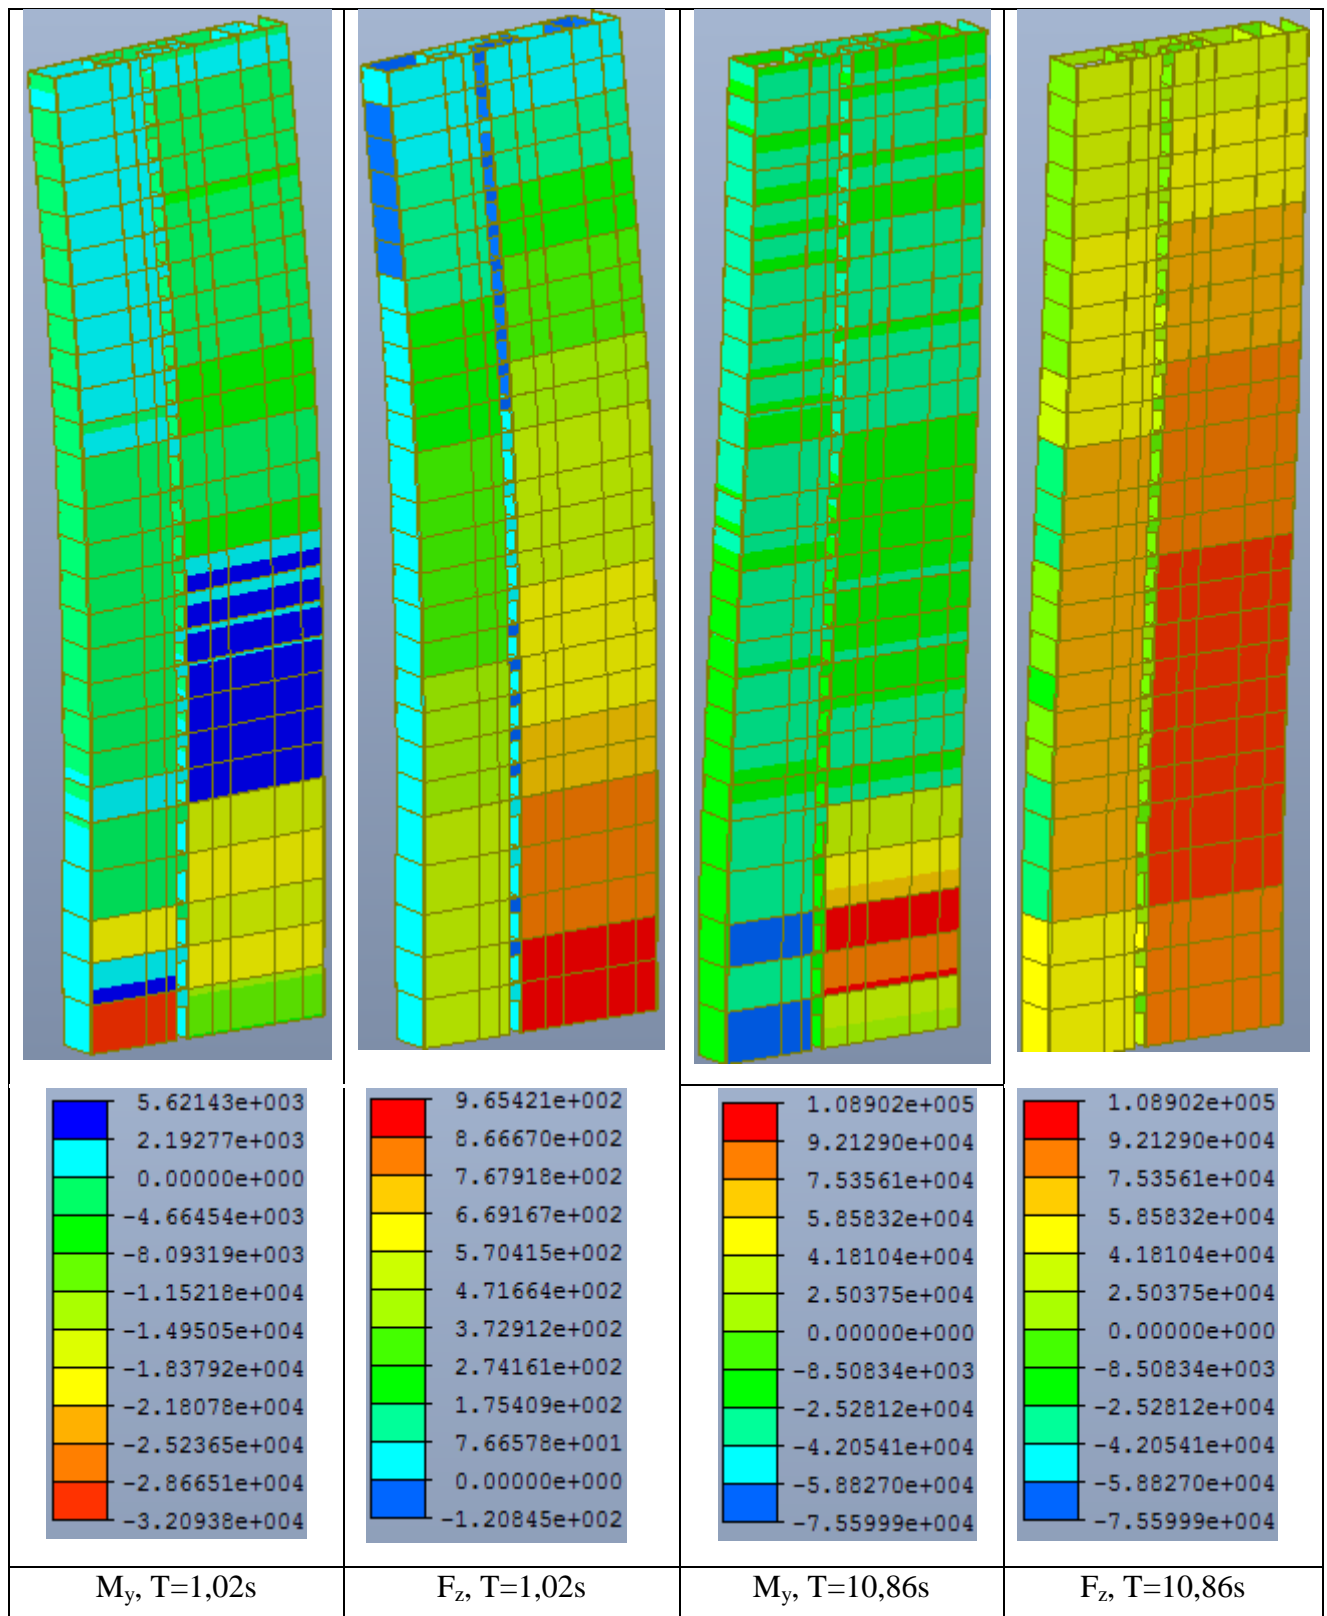 5.62143e+003
2.19277e+003
0.00000e+000
-4.66454e+003
-8.09319e+003
-1.15218e+004
-1.49505e+004
-1.83792e+004
-2.18078e+004
-2.52365e+004
-2.86651e+004
-3.20938e+004
9.65421e+002
8.66670e+002
7.67918e+002
6.69167e+002
5.70415e+002
4.71664e+002
3.72912e+002
2.74161e+002
1.75409e+002
7.66578e+001
0.00000e+000
-1.20845e+002
1.08902e+005
9.21290e+004
7.53561e+004
5.85832e+004
4.18104e+004
2.50375e+004
0.00000e+000
-8.50834e+003
-2.52812e+004
-4.20541e+004
-5.88270e+004
-7.55999e+004
1.08902e+005
9.21290e+004
7.53561e+004
5.85832e+004
4.18104e+004
2.50375e+004
0.00000e+000
-8.50834e+003
-2.52812e+004
-4.20541e+004
-5.88270e+004
-7.55999e+004
My, T=1,02s
Fz, T=1,02s
My, T=10,86s
Fz, T=10,86s